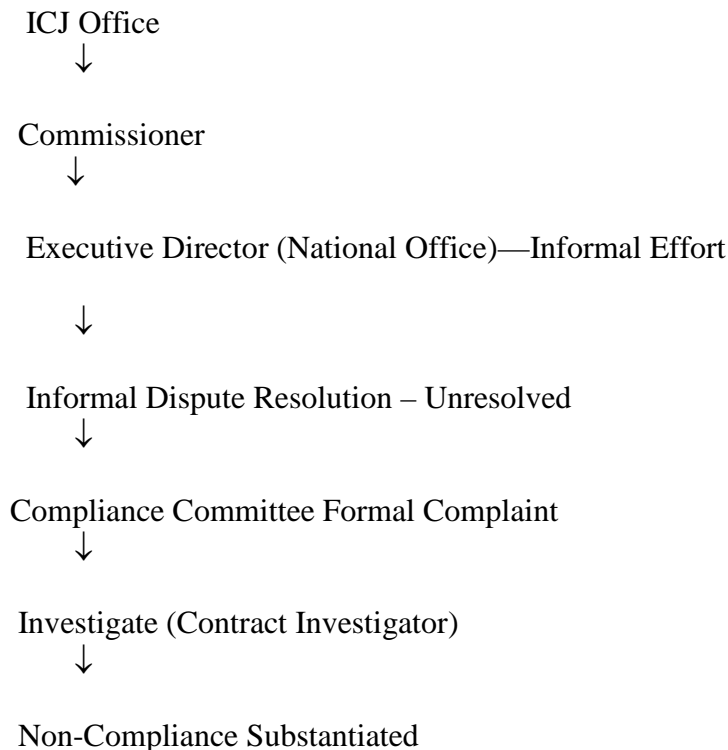 ICJ Office
↓
Commissioner
↓
Executive Director (National Office)—Informal Effort
↓
Informal Dispute Resolution – Unresolved
↓
Compliance Committee Formal Complaint
↓
Investigate (Contract Investigator)
↓
Non-Compliance Substantiated